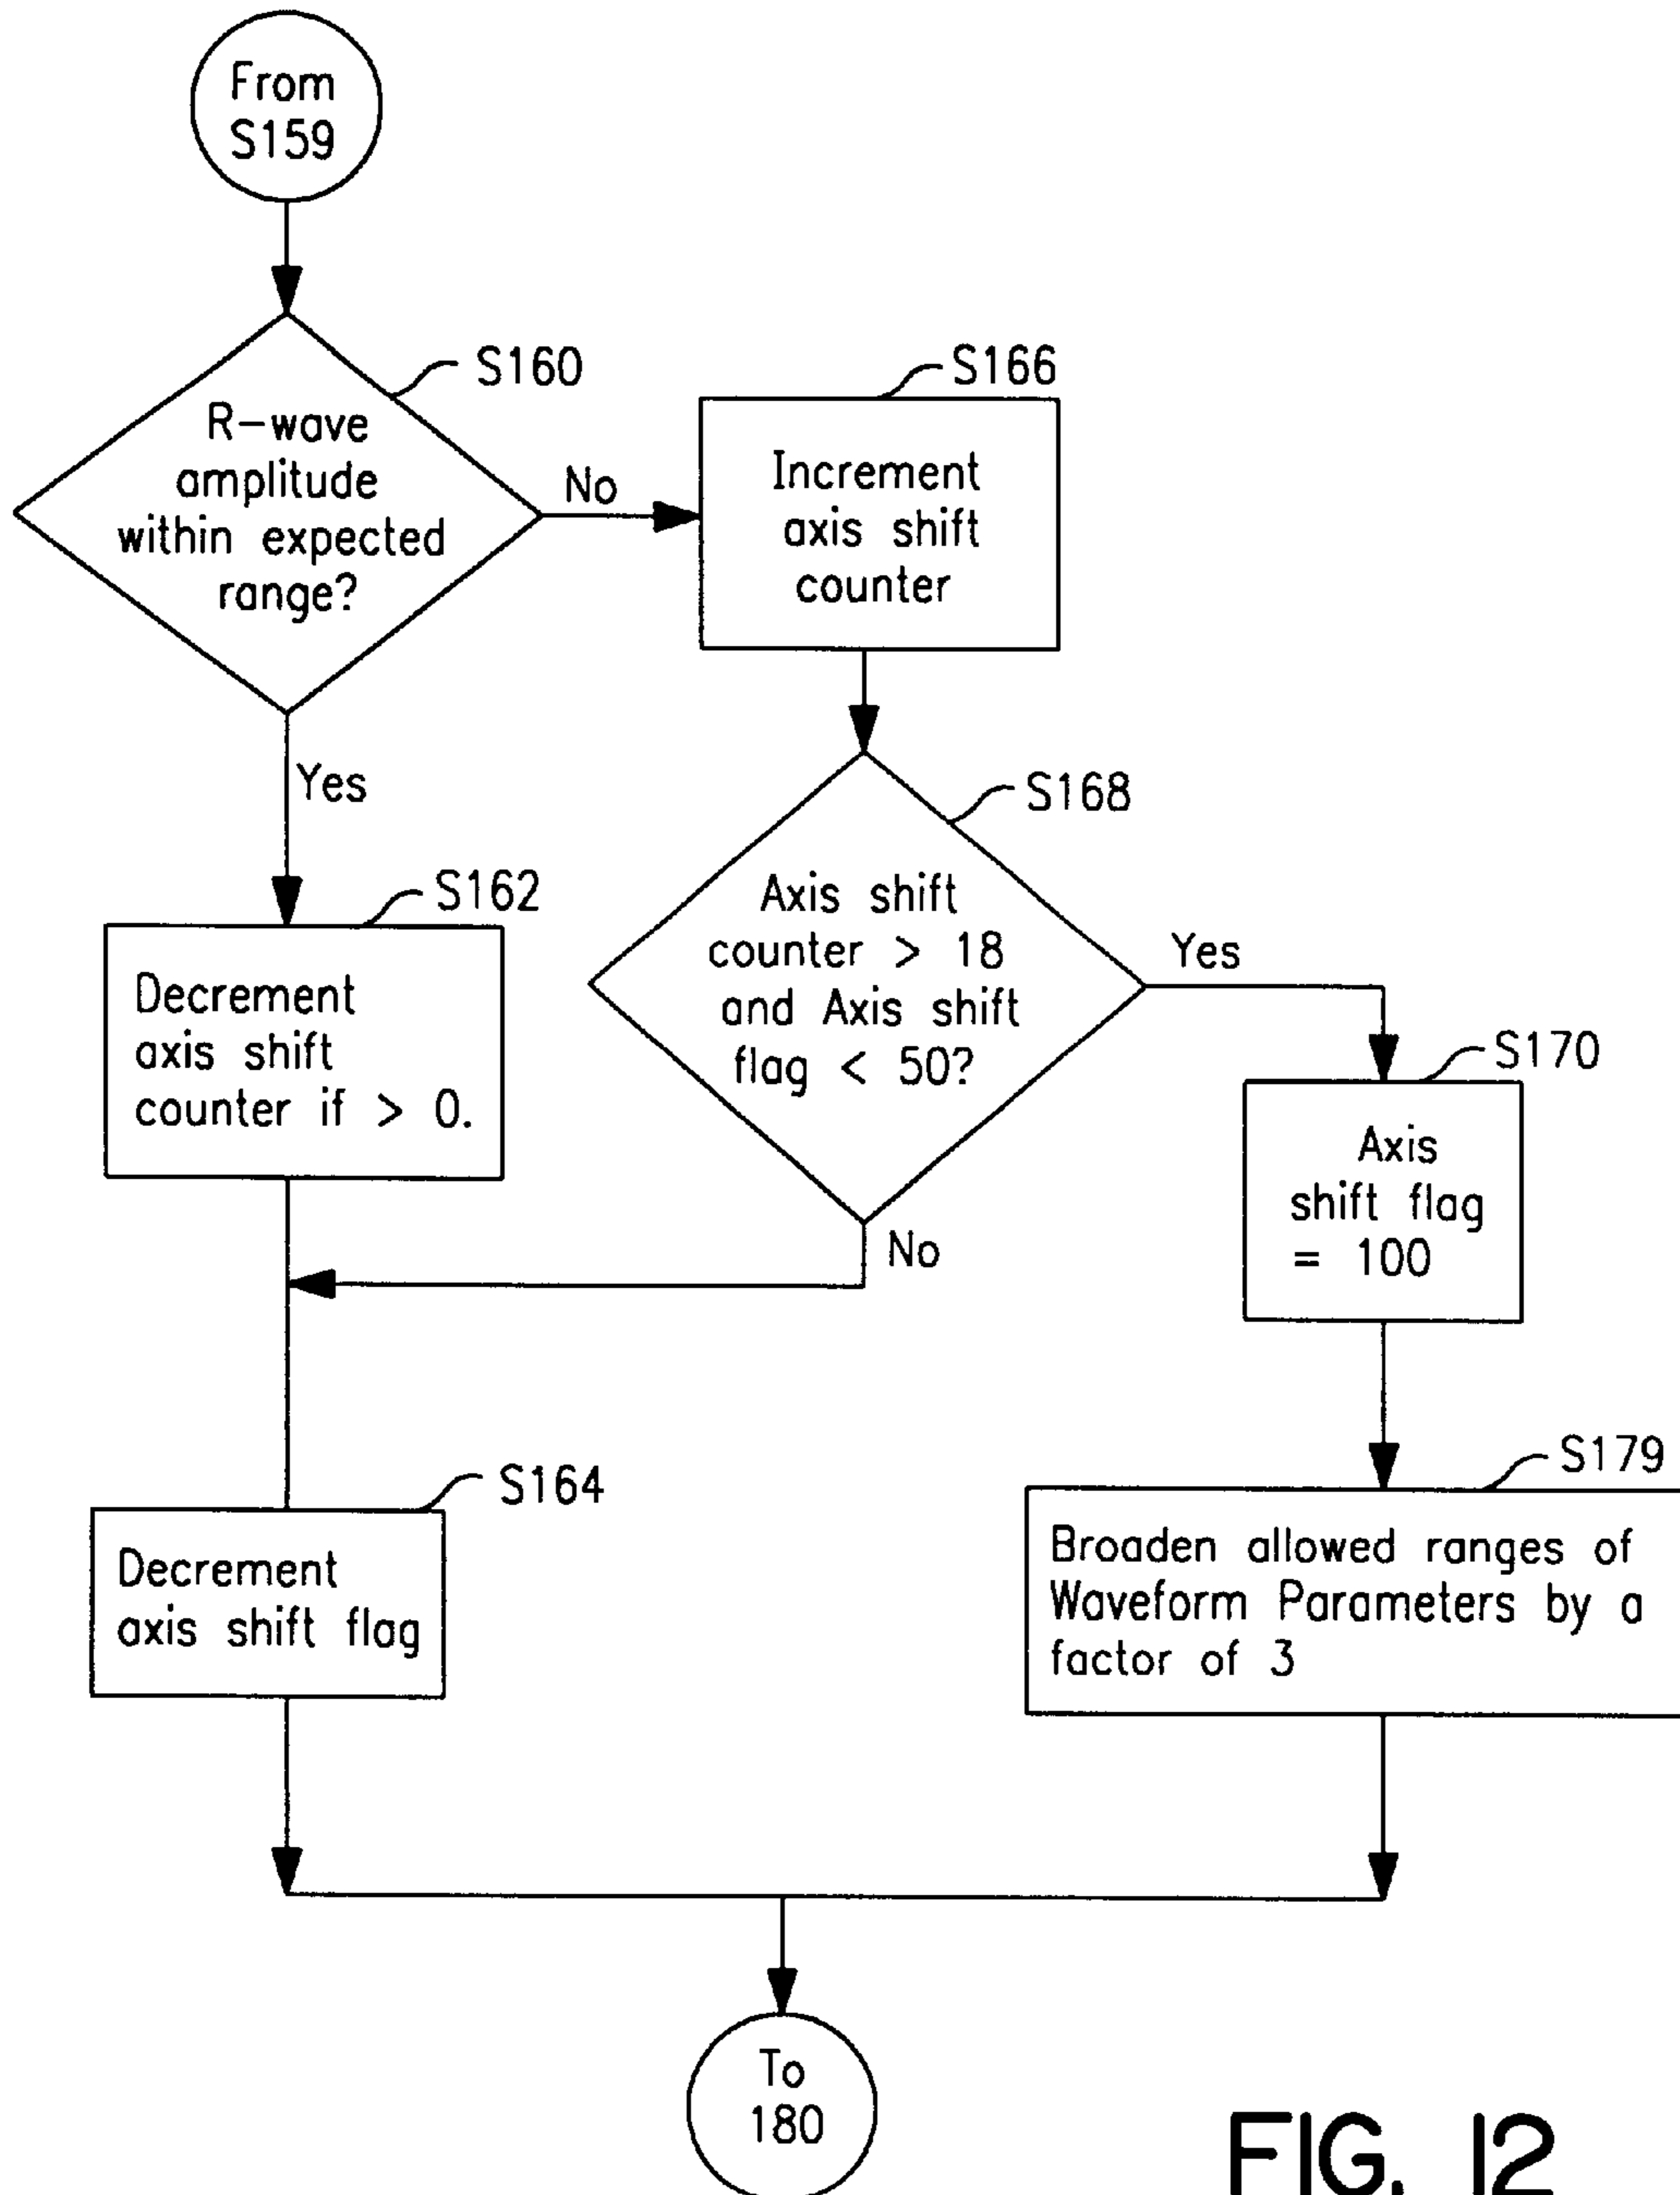 From
S159
S160
R-wave
amplitude
within expected
range?
No
S166
Increment
axis shift
counter
Yes
S168
Axis shift
counter > 18
and Axis shift
flag < 50?
Yes
No
S162
Decrement
axis shift
counter if > 0.
S170
Axis
shift flag
= 100
S164
Decrement
axis shift flag
S179
Broaden allowed ranges of
Waveform Parameters by a
factor of 3
To
180
FIG. 12